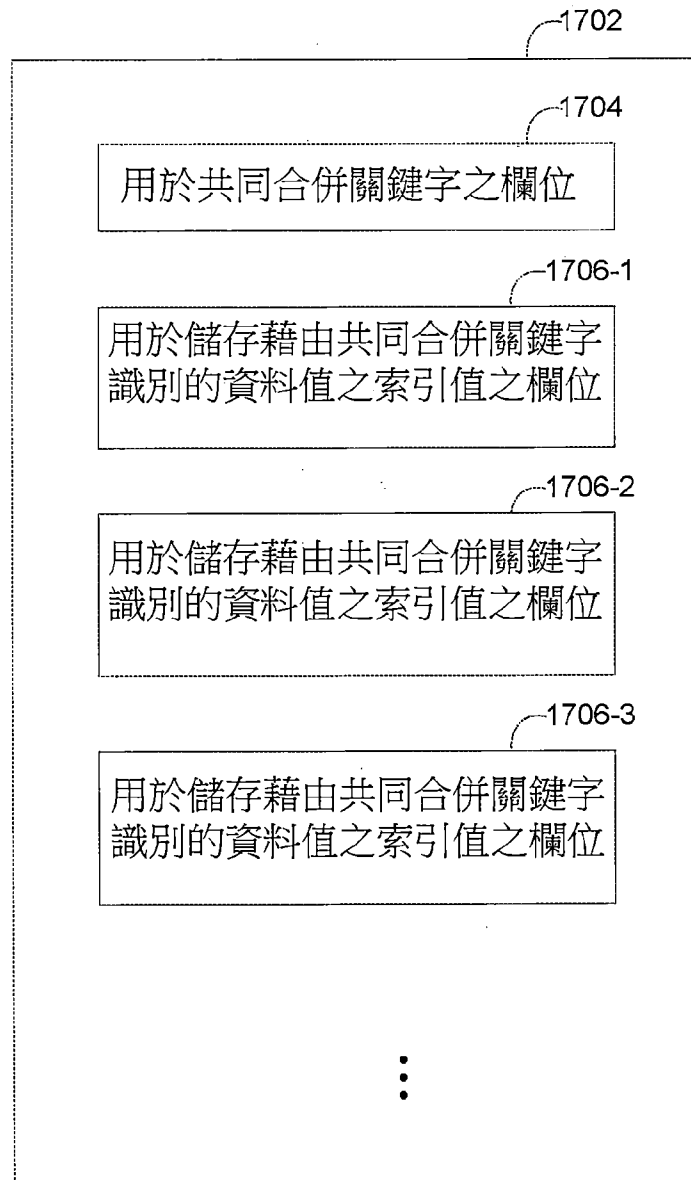 1702
1704
用於共同合併關鍵字之欄位
1706-1
用於儲存藉由共同合併關鍵字
識別的資料值之索引值之欄位
1706-2
用於儲存藉由共同合併關鍵字
識別的資料值之索引值之欄位
1706-3
用於儲存藉由共同合併關鍵字
識別的資料值之索引值之欄位